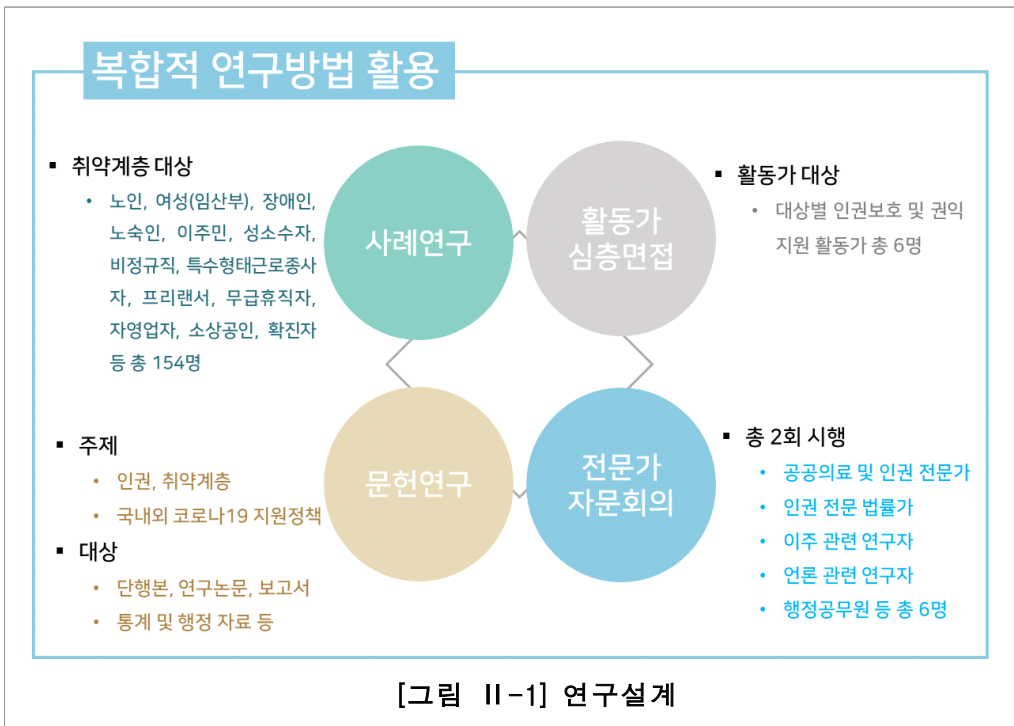 복합적 연구방법 활용
▪ 취약계층 대상
• 노인, 여성(임산부), 장애인,
노숙인, 이주민, 성소수자,
비정규직, 특수형태근로종사
자, 프리랜서, 무급휴직자,
자영업자, 소상공인, 확진자
등 총 154명
사례연구
활동가
심층면접
▪ 활동가 대상
• 대상별 인권보호 및 권익
지원 활동가 총 6명
▪ 주제
• 인권, 취약계층
• 국내외 코로나19 지원정책
▪ 대상
• 단행본, 연구논문, 보고서
• 통계 및 행정 자료 등
문헌연구
전문가
자문회의
▪ 총 2회 시행
• 공공의료 및 인권 전문가
• 인권 전문 법률가
• 이주 관련 연구자
• 언론 관련 연구자
• 행정공무원 등 총 6명
[그림 Ⅱ-1] 연구설계